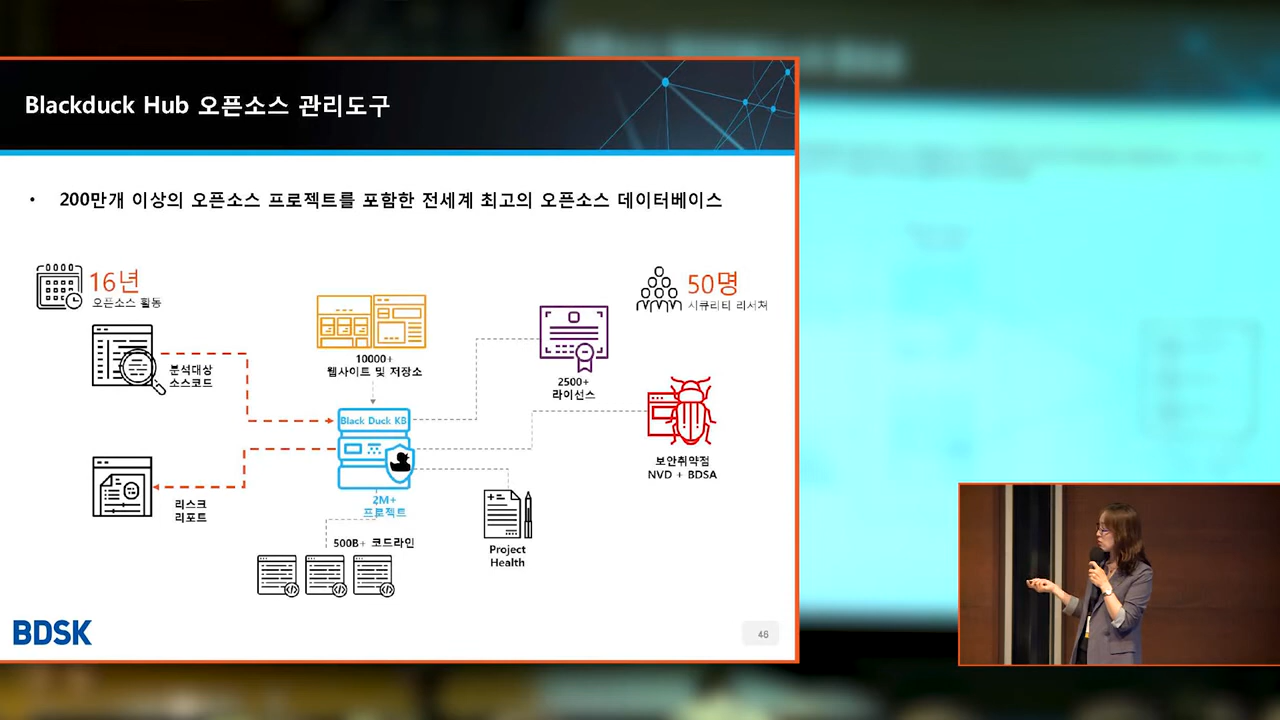 Blackduck Hub 오픈소스 관리도구
• 200만개 이상의 오픈소스 프로젝트를 포함한 전세계 최고의 오픈소스 데이터베이스
16년
오픈소스 활동
50명
시큐리티 리서쳐
분석대상
소스코드
10000+
웹사이트 및 저장소
2500+
라이선스
Black Duck KB
보안취약점
NVD + BDSA
리스크
리포트
2M+
프로젝트
500B+ 코드라인
Project
Health
BDSK
46